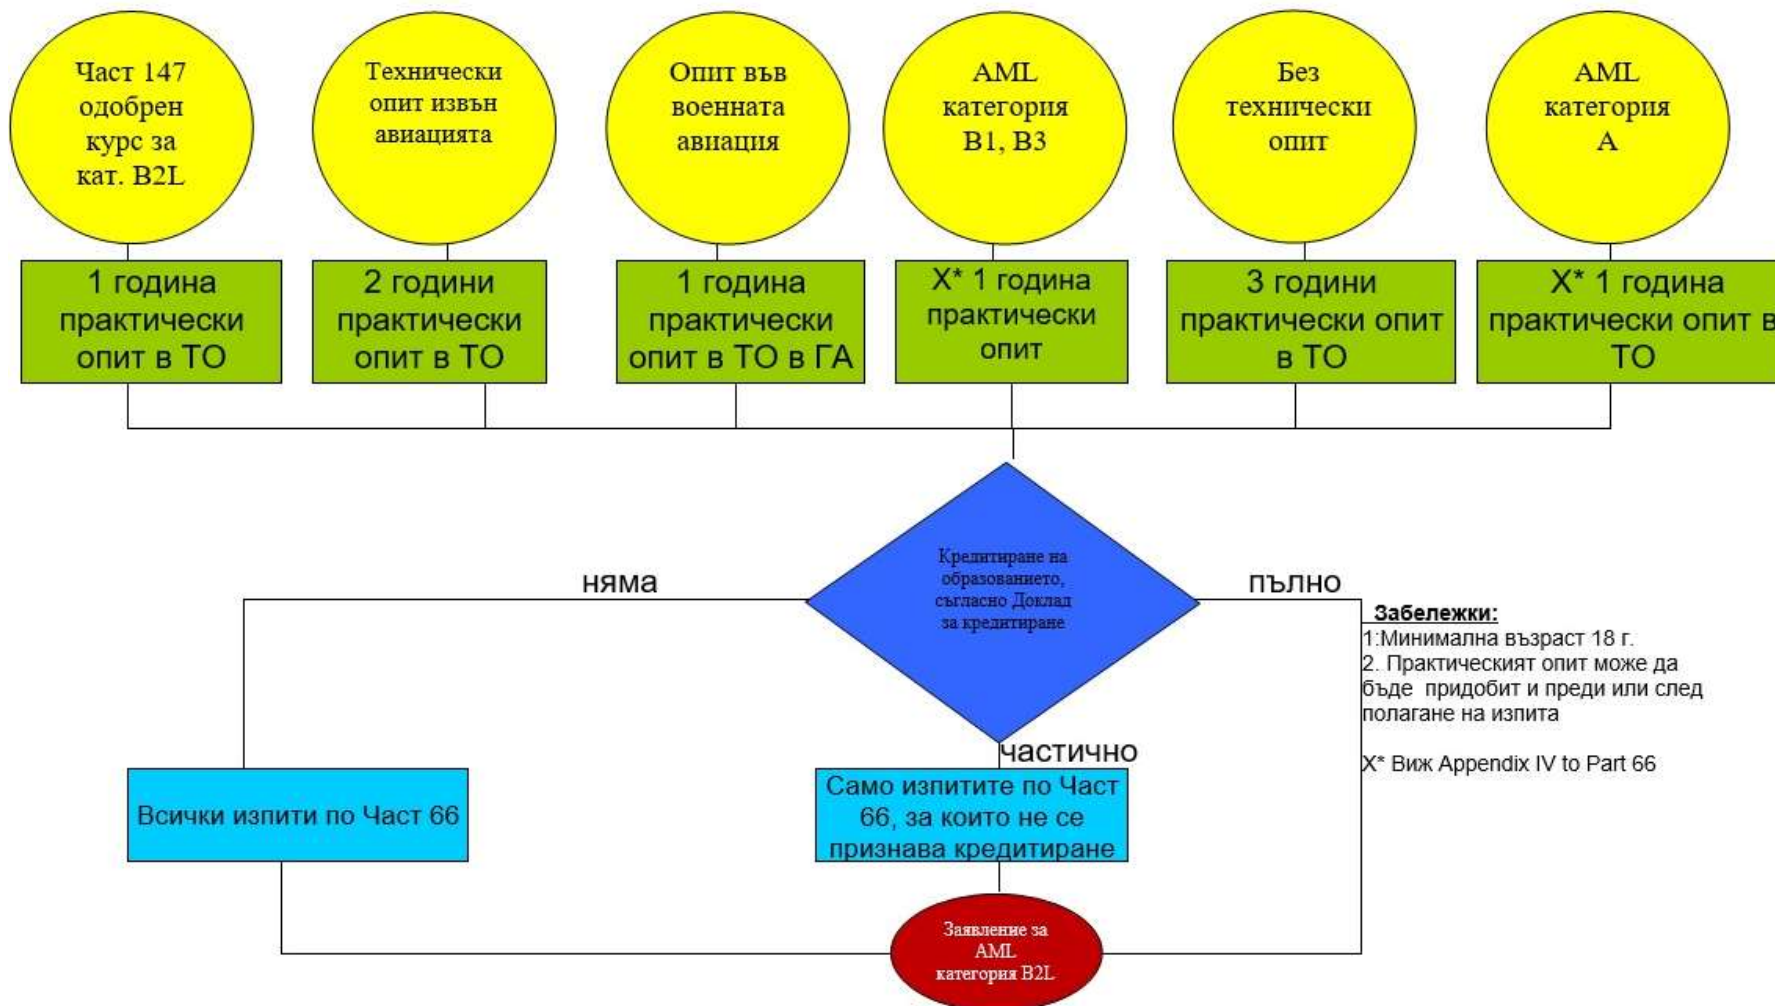 Част 147
одобрен
курс за
кат. B2L
Технически
опит извън
авиацията
Опит във
военната
авиация
AML
категория
B1, B3
Без
технически
опит
AML
категория
A
1 година
практически
опит в ТО
2 години
практически
опит в ТО
1 година
практически
опит в ТО в ГА
X* 1 година
практически
опит
3 години
практически опит
в ТО
X* 1 година
практически опит в
ТО
Кредитиране на
образованието,
съгласно Доклад
за кредитиране
няма
пълно
частично
Забележки:
1:Минимална възраст 18 г.
2. Практическият опит може да
бъде придобит и преди или след
полагане на изпита
X* Виж Appendix IV to Part 66
Всички изпити по Част 66
Само изпитите по Част
66, за които не се
признава кредитиране
Заявление за
AML
категория B2L